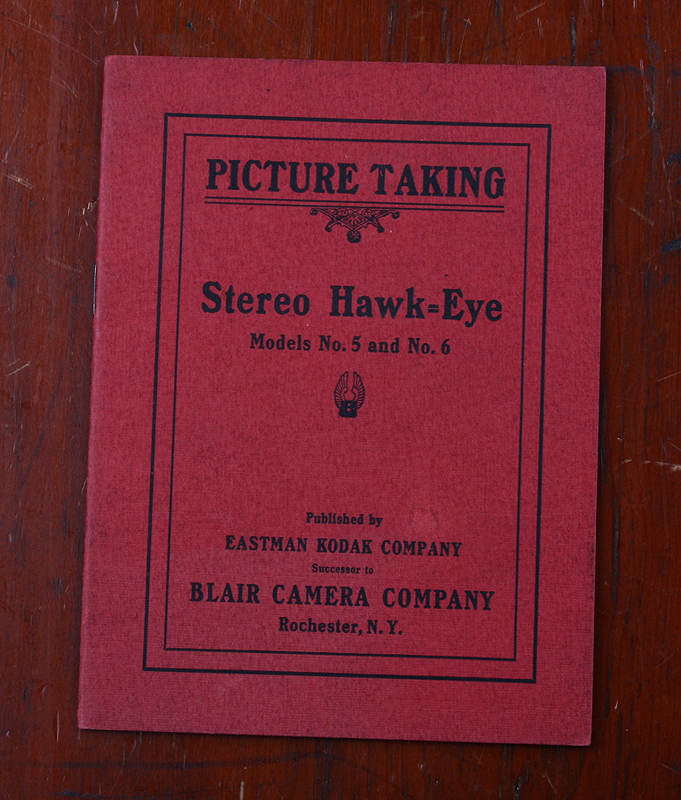 PICTURE TAKING
Stereo Hawk=Eye
Models No. 5 and No. 6
B
Published by
EASTMAN KODAK COMPANY
Successor to
BLAIR CAMERA COMPANY
Rochester, N. Y.